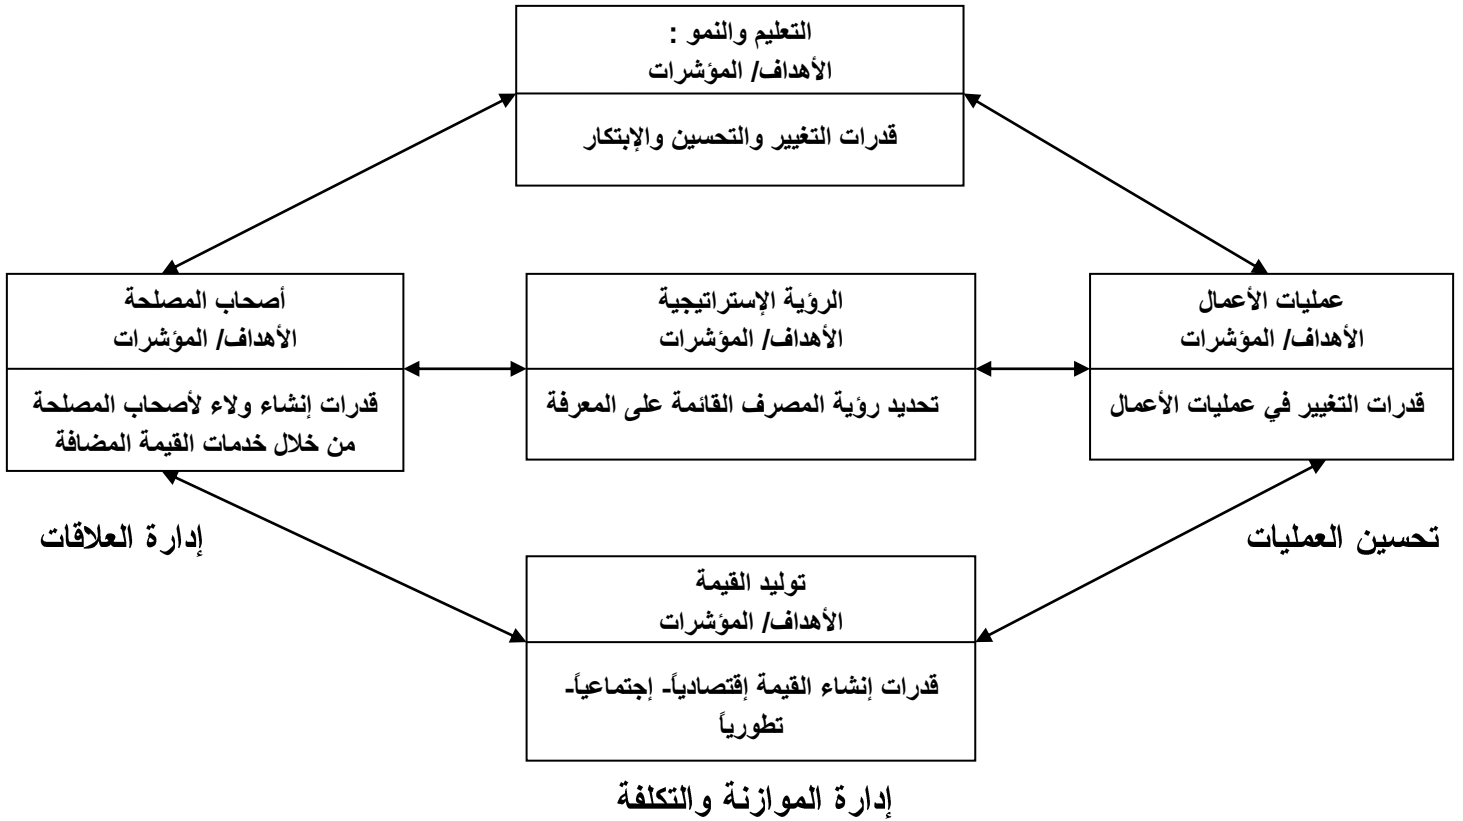 التعليم والنمو :
الأهداف/ المؤشرات
قدرات التغيير والتحسين والإبتكار
عمليات الأعمال
الأهداف/ المؤشرات
قدرات التغيير في عمليات الأعمال
الرؤية الإستراتيجية
الأهداف/ المؤشرات
تحديد رؤية المصرف القائمة على المعرفة
أصحاب المصلحة
الأهداف/ المؤشرات
قدرات إنشاء ولاء لأصحاب المصلحة
من خلال خدمات القيمة المضافة
تحسين العمليات
إدارة العلاقات
توليد القيمة
الأهداف/ المؤشرات
قدرات إنشاء القيمة إقتصادياً- إجتماعياً-
تطورياً
إدارة الموازنة والتكلفة